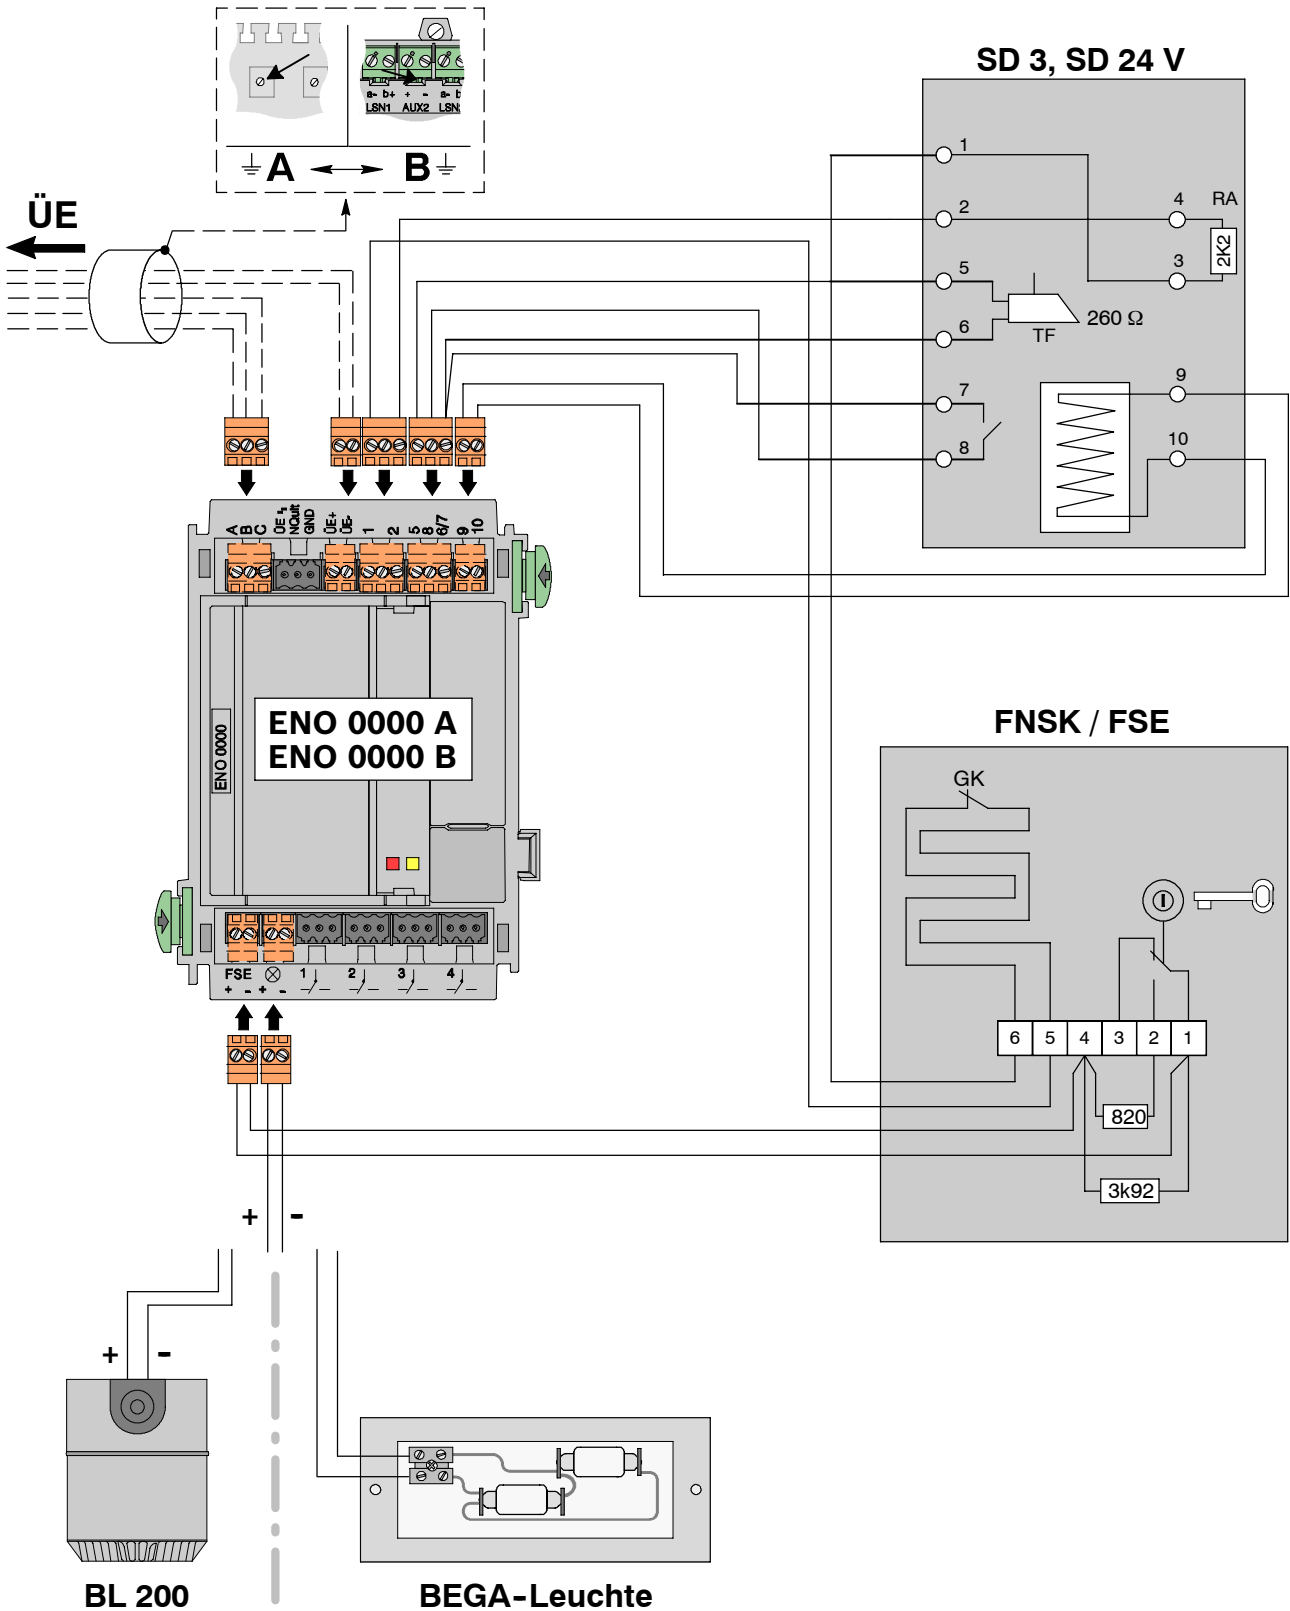 SD 3, SD 24 V
a- b+ + - a- b
LSN1 AUX2 LSN
A B
ÜE
1
2
4 RA
3
2K2
5
6
TF
260 Ω
7
8
9
10
A B C ÜE NQuit GND ÜE+ ÜE- 1 2 5 8 6/7 9 10
ENO 0000 A
ENO 0000 B
ENO 0000
FSE 1 2 3 4
+ - + -
FNSK / FSE
GK
6 5 4 3 2 1
820
3k92
+ -
+ -
BL 200
BEGA-Leuchte